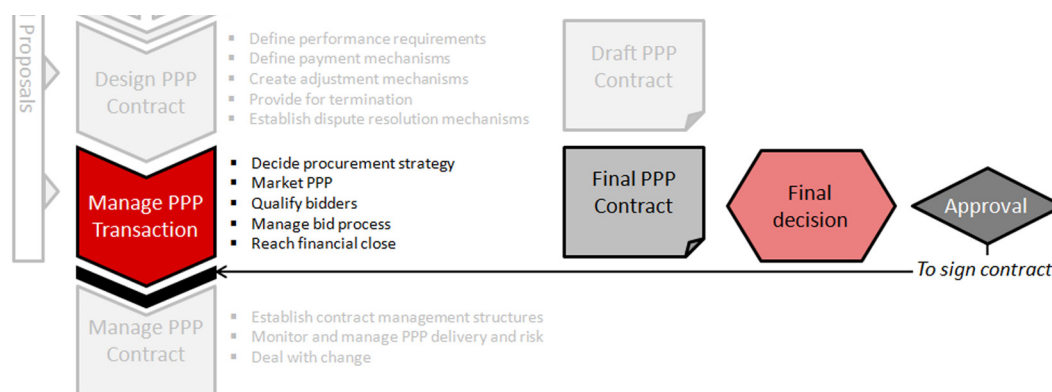 Proposals
Design PPP
Contract
▪ Define performance requirements
▪ Define payment mechanisms
▪ Create adjustment mechanisms
▪ Provide for termination
▪ Establish dispute resolution mechanisms
Draft PPP
Contract
Manage PPP
Transaction
▪ Decide procurement strategy
▪ Market PPP
▪ Qualify bidders
▪ Manage bid process
▪ Reach financial close
Final PPP
Contract
Final
decision
Approval
To sign contract
Manage PPP
Contract
▪ Establish contract management structures
▪ Monitor and manage PPP delivery and risk
▪ Deal with change